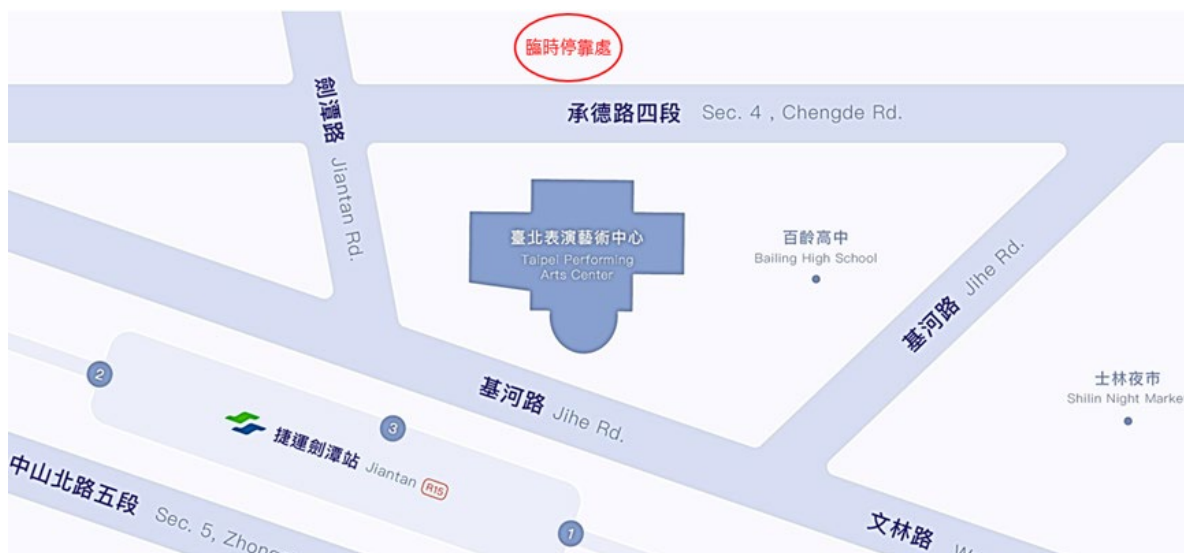 臨時停靠處
承德路四段 Sec. 4 , Chengde Rd.
劍潭路 Jiantan Rd.
臺北表演藝術中心
Taipei Performing
Arts Center
百齡高中
Bailing High School
基河路 Jihe Rd.
士林夜市
Shilin Night Market
2
3
捷運劍潭站 Jiantan R15
基河路 Jihe Rd.
中山北路五段 Sec. 5, Zhong
1
文林路